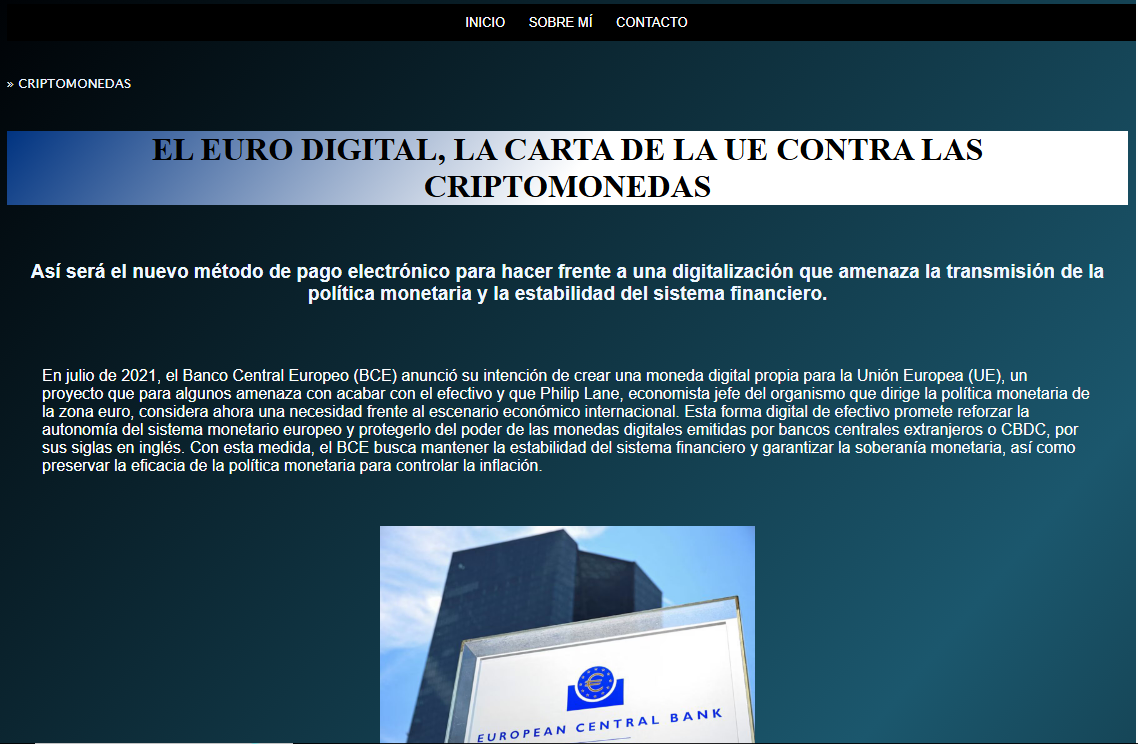 INICIO SOBRE MÍ CONTACTO
» CRIPTOMONEDAS
EL EURO DIGITAL, LA CARTA DE LA UE CONTRA LAS
CRIPTOMONEDAS
Así será el nuevo método de pago electrónico para hacer frente a una digitalización que amenaza la transmisión de la
política monetaria y la estabilidad del sistema financiero.
En julio de 2021, el Banco Central Europeo (BCE) anunció su intención de crear una moneda digital propia para la Unión Europea (UE), un
proyecto que para algunos amenaza con acabar con el efectivo y que Philip Lane, economista jefe del organismo que dirige la política monetaria de
la zona euro, considera ahora una necesidad frente al escenario económico internacional. Esta forma digital de efectivo promete reforzar la
autonomía del sistema monetario europeo y protegerlo del poder de las monedas digitales emitidas por bancos centrales extranjeros o CBDC, por
sus siglas en inglés. Con esta medida, el BCE busca mantener la estabilidad del sistema financiero y garantizar la soberanía monetaria, así como
preservar la eficacia de la política monetaria para controlar la inflación.
€
EUROPEAN CENTRAL BANK